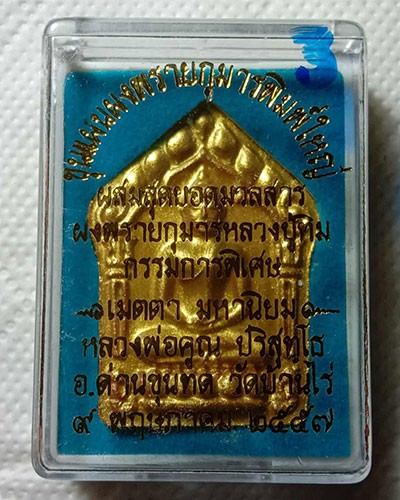 ขุนแผนผงพรายกุมารพิมพ์ใหญ่
3
ผสมสุดยอดมวลสาร
ผงพรายกุมารหลวงปู่ทิม
กรรมการพิเศษ
เมตตา มหานิยม
หลวงพ่อคูณ ปริสุทฺโธ
อ.ด่านขุนทด วัดบ้านไร่
๙ พฤษภาคม ๒๕๕๗